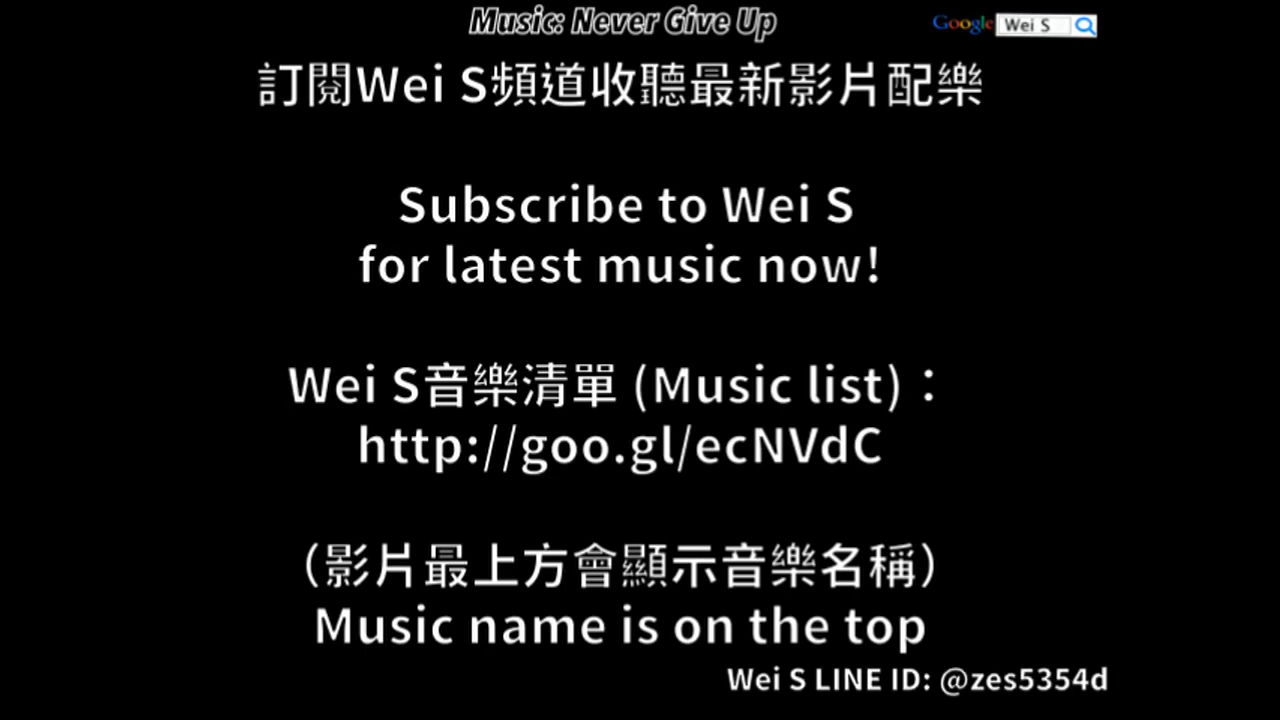 Music: Never Give Up
Google Wei S
訂閱Wei S頻道收聽最新影片配樂
Subscribe to Wei S
for latest music now!
Wei S音樂清單 (Music list)：
http://goo.gl/ecNVdC
（影片最上方會顯示音樂名稱）
Music name is on the top
Wei S LINE ID: @zes5354d